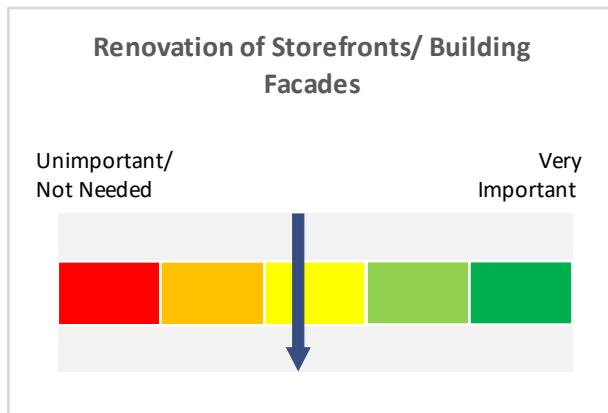 Renovation of Storefronts/ Building
Facades
Unimportant/
Not Needed
Very
Important